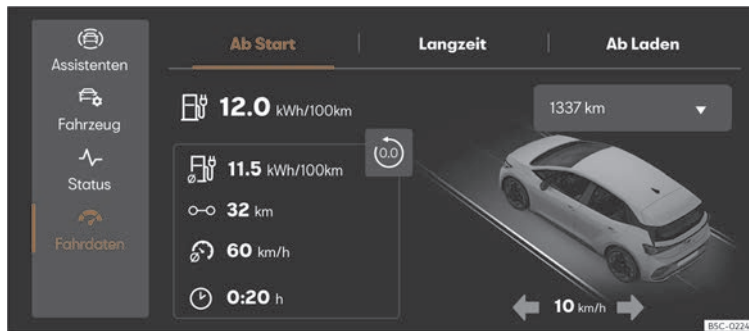 Assistenten
Fahrzeug
Status
Fahrdaten
Ab Start
Langzeit
Ab Laden
12.0 kWh/100km
1337 km
(0.0)
Ø 11.5 kWh/100km
32 km
Ø 60 km/h
0:20 h
10 km/h
B5C-0224